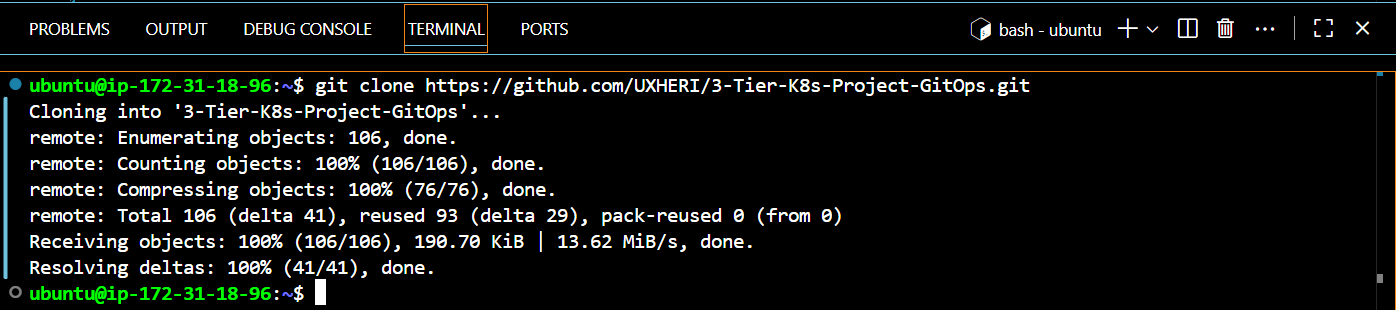 PROBLEMS OUTPUT DEBUG CONSOLE TERMINAL PORTS bash - ubuntu
ubuntu@ip-172-31-18-96:~$ git clone https://github.com/UXHERI/3-Tier-K8s-Project-GitOps.git
Cloning into '3-Tier-K8s-Project-GitOps'...
remote: Enumerating objects: 106, done.
remote: Counting objects: 100% (106/106), done.
remote: Compressing objects: 100% (76/76), done.
remote: Total 106 (delta 41), reused 93 (delta 29), pack-reused 0 (from 0)
Receiving objects: 100% (106/106), 190.70 KiB | 13.62 MiB/s, done.
Resolving deltas: 100% (41/41), done.
ubuntu@ip-172-31-18-96:~$